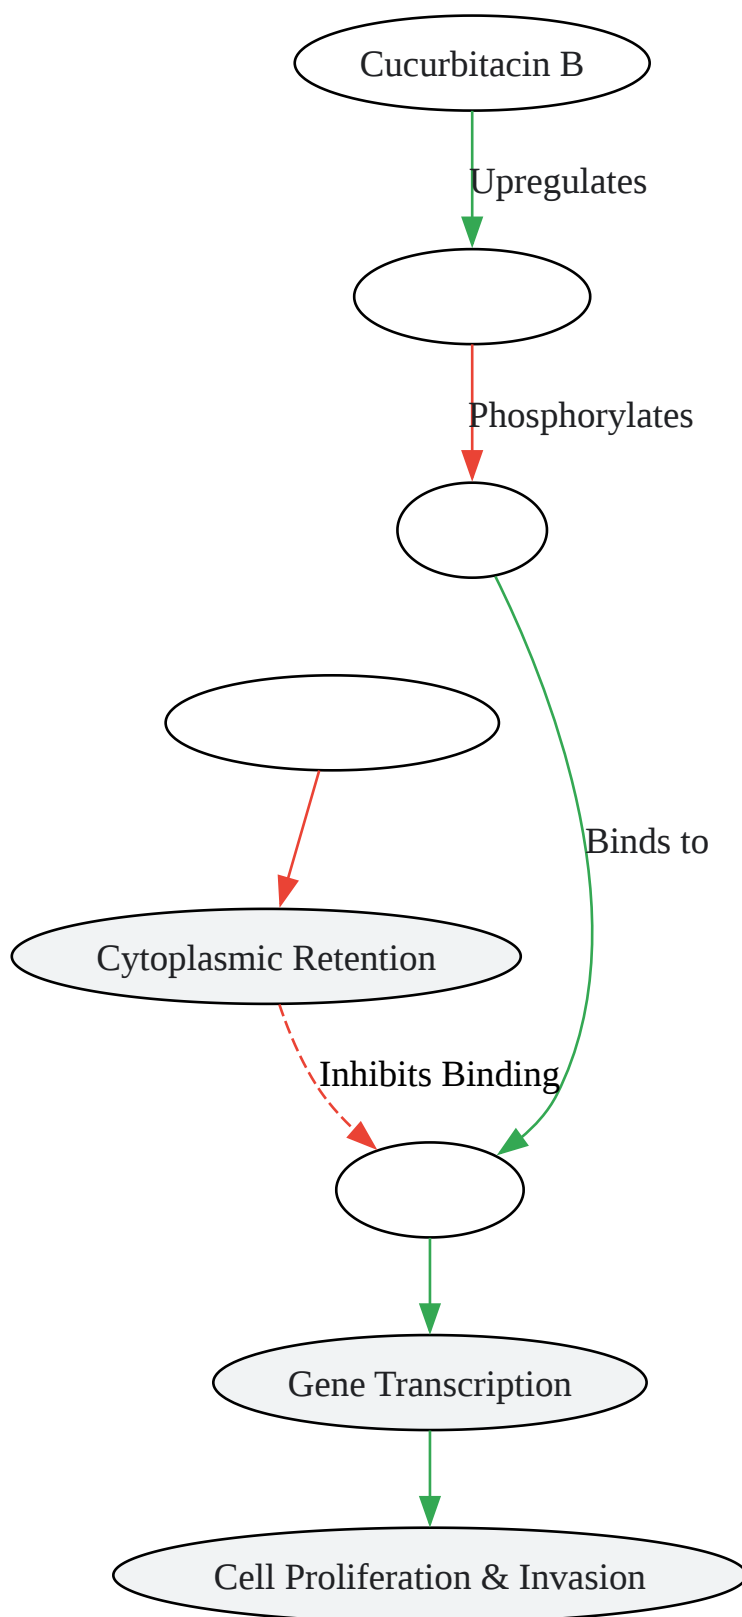 Cucurbitacin B
Upregulates
Phosphorylates
Binds to
Cytoplasmic Retention
Inhibits Binding
Gene Transcription
Cell Proliferation & Invasion